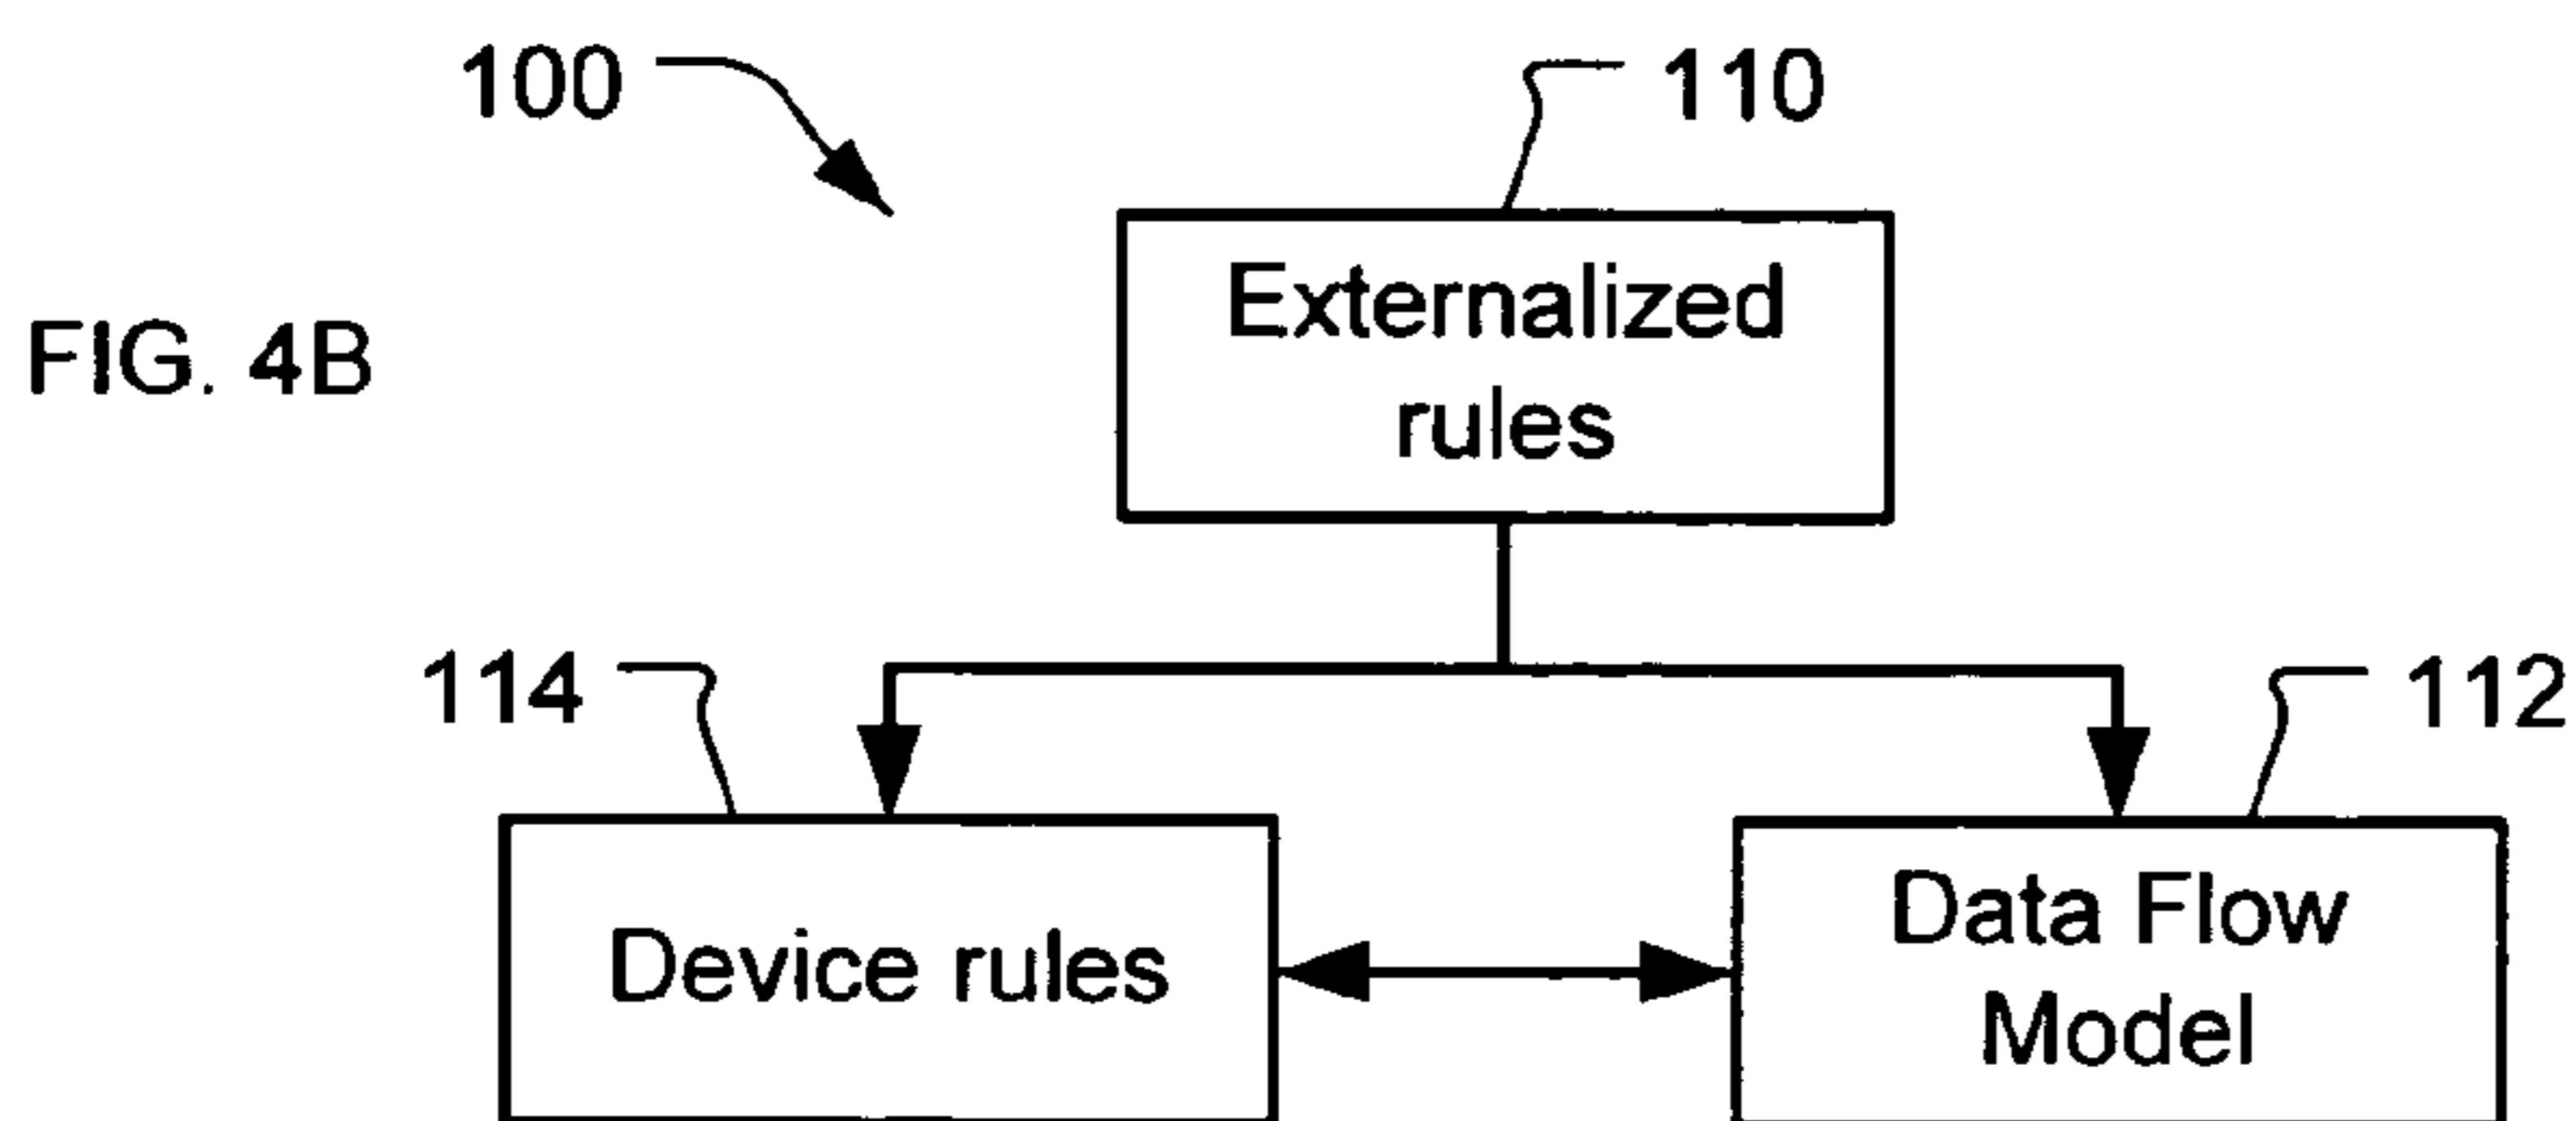 100
110
Externalized
rules
FIG. 4B
114
112
Device rules
Data Flow
Model